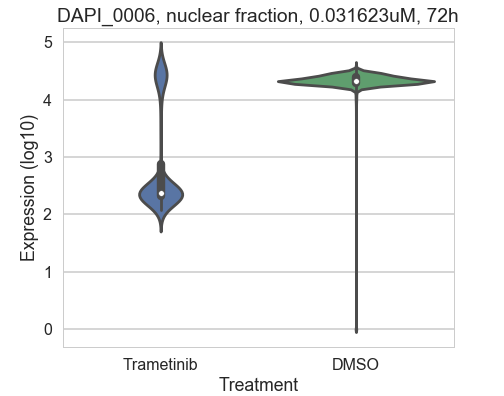 DAPI_0006, nuclear fraction, 0.031623uM, 72h
Expression (log10)
5
4
3
2
1
0
Trametinib DMSO
Treatment